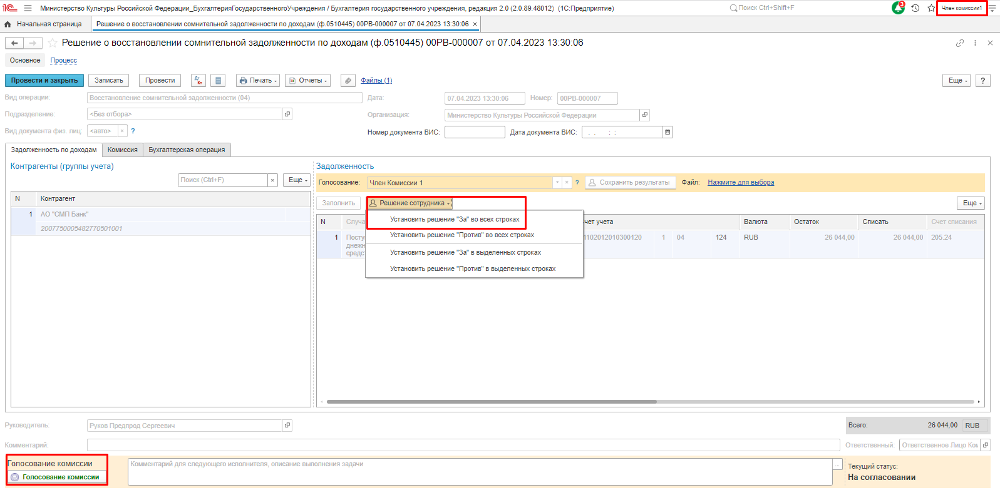 1С Министерство Культуры Российской Федерации_БухгалтерияГосударственногоУчреждения / Бухгалтерия государственного учреждения, редакция 2.0 (2.0.89.48012) (1С:Предприятие) Поиск Ctrl+Shift+F 3 Член комиссии1
Начальная страница Решение о восстановлении сомнительной задолженности по доходам (ф.0510445) 00РВ-000007 от 07.04.2023 13:30:06 ×
Решение о восстановлении сомнительной задолженности по доходам (ф.0510445) 00РВ-000007 от 07.04.2023 13:30:06
Основное Процесс
Провести и закрыть Записать Провести Дт Кт Печать Отчеты Файлы (1) Еще ?
Вид операции: Восстановление сомнительной задолженности (04) Дата: 07.04.2023 13:30:06 Номер: 00РВ-000007
Подразделение: <Без отбора> Организация: Министерство Культуры Российской Федерации
Вид документа физ. лиц: <авто> × ? Номер документа ВИС: Дата документа ВИС: . . : :
Задолженность по доходам Комиссия Бухгалтерская операция
Контрагенты (группы учета) Задолженность
Поиск (Ctrl+F) × Еще Голосование: Член Комиссии 1 × ? Сохранить результаты Файл: Нажмите для выбора
Заполнить Решение сотрудника Еще
N Контрагент
1 АО "СМП Банк"
2007750005482770501001
Установить решение "За" во всех строках
Установить решение "Против" во всех строках
Установить решение "За" в выделенных строках
Установить решение "Против" в выделенных строках
N Случа чет учета Валюта Остаток Списать Счет списания
1 Посту 1102012010300120 1 04 124 RUB 26 044,00 26 044,00 205.24
днежн
средст
Руководитель: Руков Предпрод Сергеевич Всего: 26 044,00 RUB
Комментарий: Ответственный: Ответственное Лицо Ком
Голосование комиссии Комментарий для следующего исполнителя, описание выполнения задачи ... Текущий статус:
Голосование комиссии На согласовании